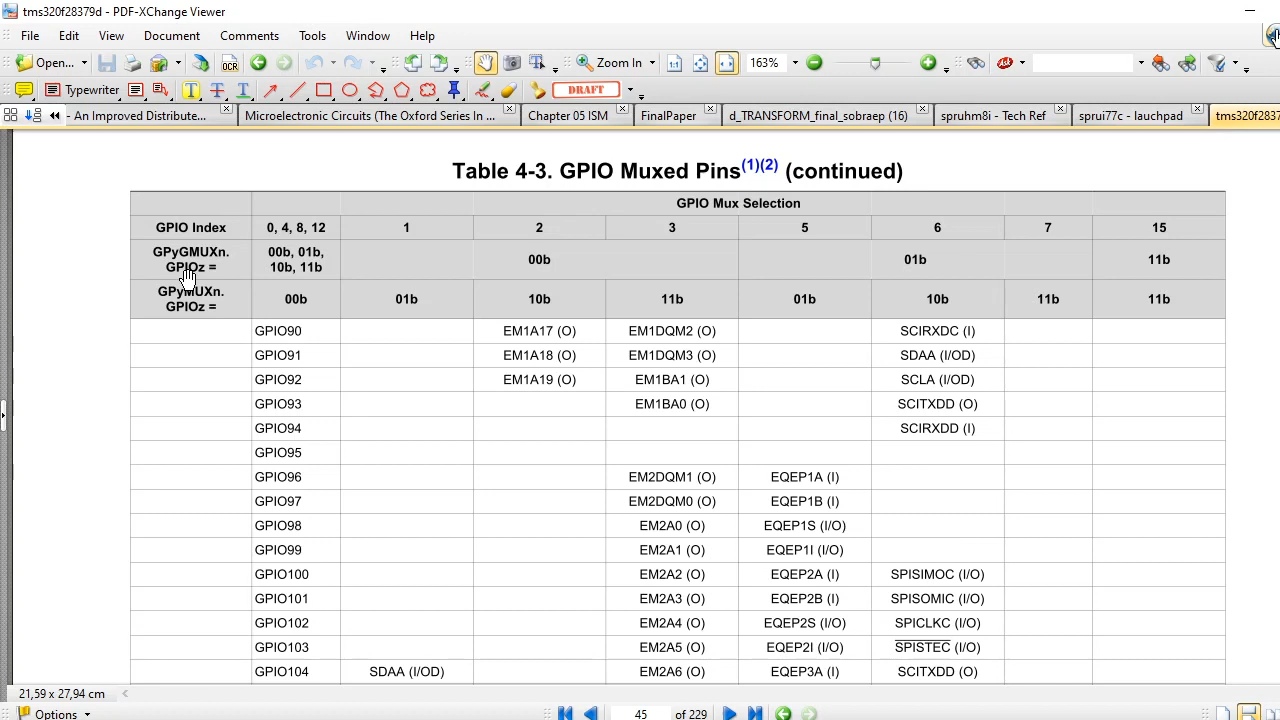 tms320f28379d - PDF-XChange Viewer
File Edit View Document Comments Tools Window Help
Open... OCR Zoom In 163%
Typewriter DRAFT
- An Improved Distribute... Microelectronic Circuits (The Oxford Series In ... Chapter 05 ISM FinalPaper d_TRANSFORM_final_sobraep (16) spruhm8i - Tech Ref sprui77c - lauchpad tms320f2837
Table 4-3. GPIO Muxed Pins(1)(2) (continued)
GPIO Mux Selection
GPIO Index 0, 4, 8, 12 1 2 3 5 6 7 15
GPyGMUXn. GPIOz = 00b, 01b, 10b, 11b 00b 01b 11b
GPyMUXn. GPIOz = 00b 01b 10b 11b 01b 10b 11b 11b
GPIO90 EM1A17 (O) EM1DQM2 (O) SCIRXDC (I)
GPIO91 EM1A18 (O) EM1DQM3 (O) SDAA (I/OD)
GPIO92 EM1A19 (O) EM1BA1 (O) SCLA (I/OD)
GPIO93 EM1BA0 (O) SCITXDD (O)
GPIO94 SCIRXDD (I)
GPIO95
GPIO96 EM2DQM1 (O) EQEP1A (I)
GPIO97 EM2DQM0 (O) EQEP1B (I)
GPIO98 EM2A0 (O) EQEP1S (I/O)
GPIO99 EM2A1 (O) EQEP1I (I/O)
GPIO100 EM2A2 (O) EQEP2A (I) SPISIMOC (I/O)
GPIO101 EM2A3 (O) EQEP2B (I) SPISOMIC (I/O)
GPIO102 EM2A4 (O) EQEP2S (I/O) SPICLKC (I/O)
GPIO103 EM2A5 (O) EQEP2I (I/O) SPISTEC (I/O)
GPIO104 SDAA (I/OD) EM2A6 (O) EQEP3A (I) SCITXDD (O)
21,59 x 27,94 cm
Options 45 of 229